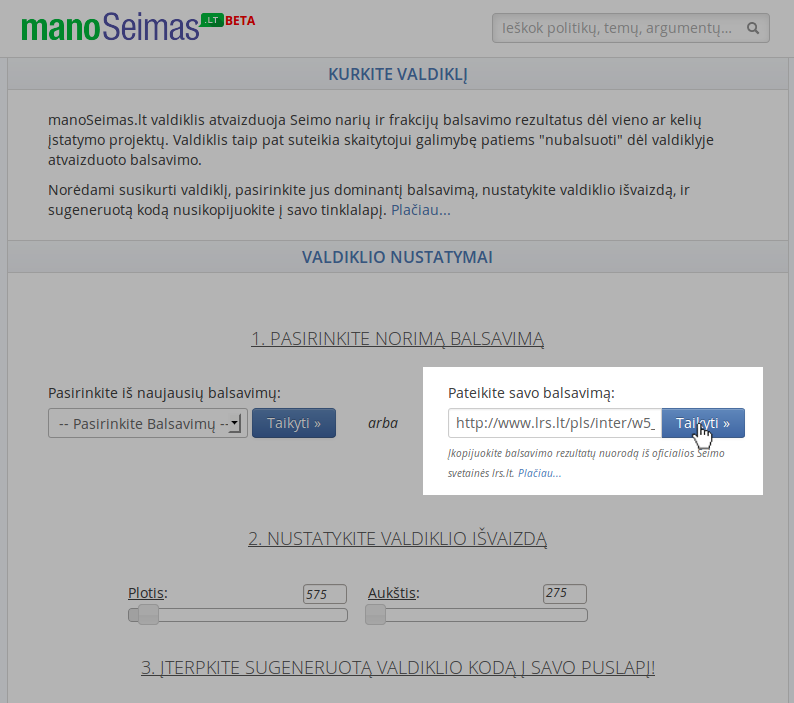 manoSeimas.LT BETA
Ieškok politikų, temų, argumentų...
KURKITE VALDIKLĮ
manoSeimas.lt valdiklis atvaizduoja Seimo narių ir frakcijų balsavimo rezultatus dėl vieno ar kelių
įstatymo projektų. Valdiklis taip pat suteikia skaitytojui galimybę patiems "nubalsuoti" dėl valdiklyje
atvaizduoto balsavimo.
Norėdami susikurti valdiklį, pasirinkite jus dominantį balsavimą, nustatykite valdiklio išvaizdą, ir
sugeneruotą kodą nusikopijuokite į savo tinklalapį. Plačiau...
VALDIKLIO NUSTATYMAI
1. PASIRINKITE NORIMĄ BALSAVIMĄ
Pasirinkite iš naujausių balsavimų:
-- Pasirinkite Balsavimų --
Taikyti »
arba
Pateikite savo balsavimą:
http://www.lrs.lt/pls/inter/w5_
Taikyti »
Įkopijuokite balsavimo rezultatų nuorodą iš oficialios Seimo
svetainės lrs.lt. Plačiau...
2. NUSTATYKITE VALDIKLIO IŠVAIZDĄ
Plotis: 575
Aukštis: 275
3. ĮTERPKITE SUGENERUOTĄ VALDIKLIO KODĄ Į SAVO PUSLAPĮ!